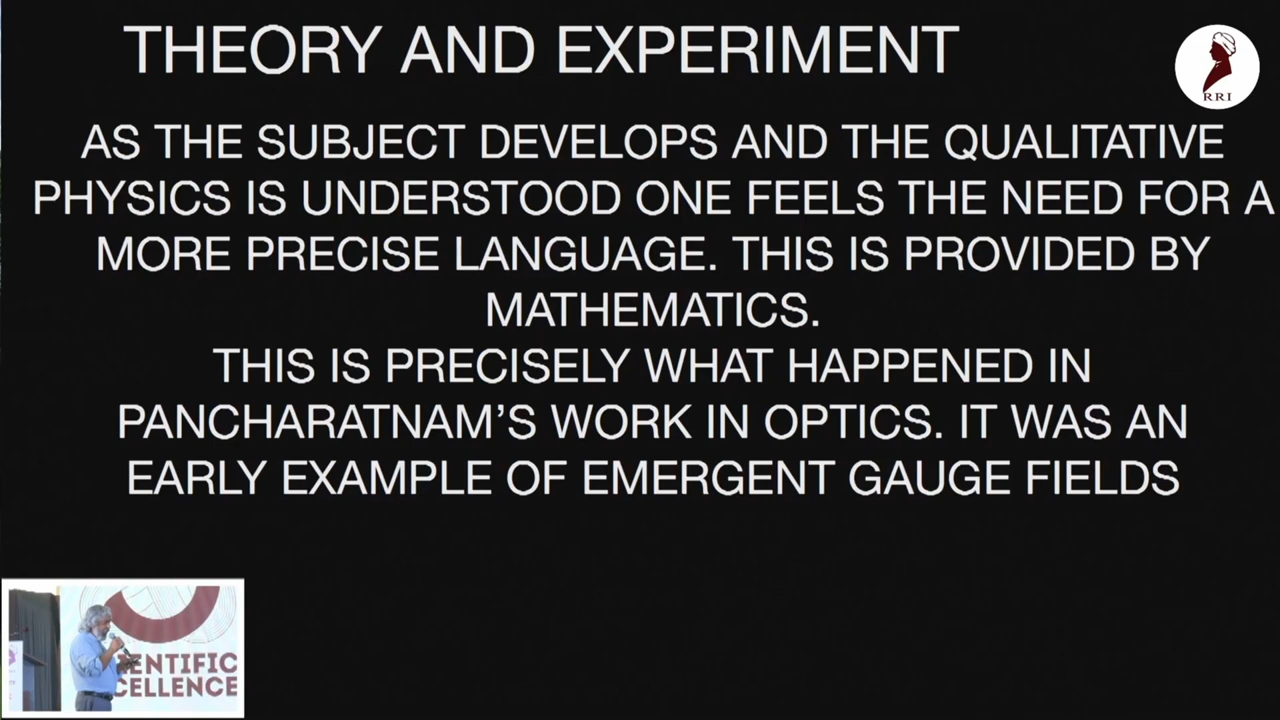 THEORY AND EXPERIMENT
RRI
AS THE SUBJECT DEVELOPS AND THE QUALITATIVE
PHYSICS IS UNDERSTOOD ONE FEELS THE NEED FOR A
MORE PRECISE LANGUAGE. THIS IS PROVIDED BY
MATHEMATICS.
THIS IS PRECISELY WHAT HAPPENED IN
PANCHARATNAM’S WORK IN OPTICS. IT WAS AN
EARLY EXAMPLE OF EMERGENT GAUGE FIELDS
ENTIFIC
CELLENCE